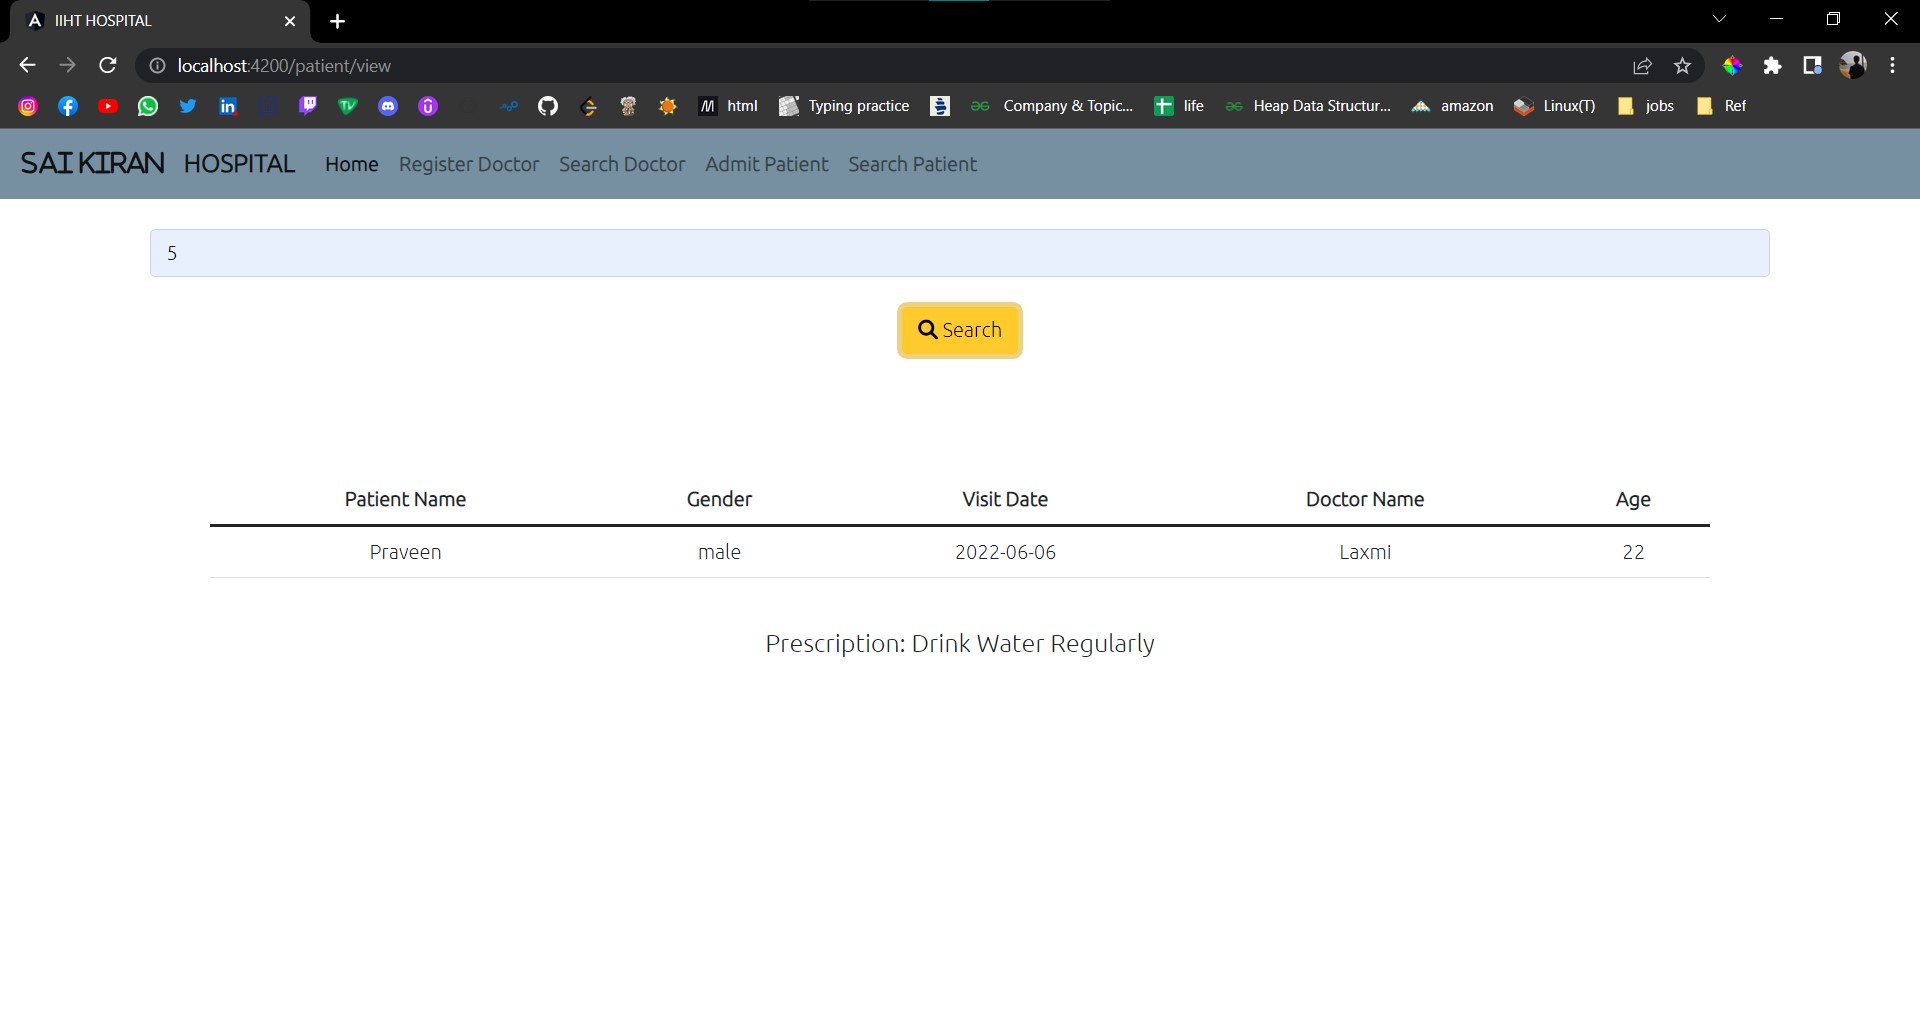 IIHT HOSPITAL
localhost:4200/patient/view
html Typing practice Company & Topic... life Heap Data Structur... amazon Linux(T) jobs Ref
SAI KIRAN HOSPITAL Home Register Doctor Search Doctor Admit Patient Search Patient
5
Search
Patient Name Gender Visit Date Doctor Name Age
Praveen male 2022-06-06 Laxmi 22
Prescription: Drink Water Regularly